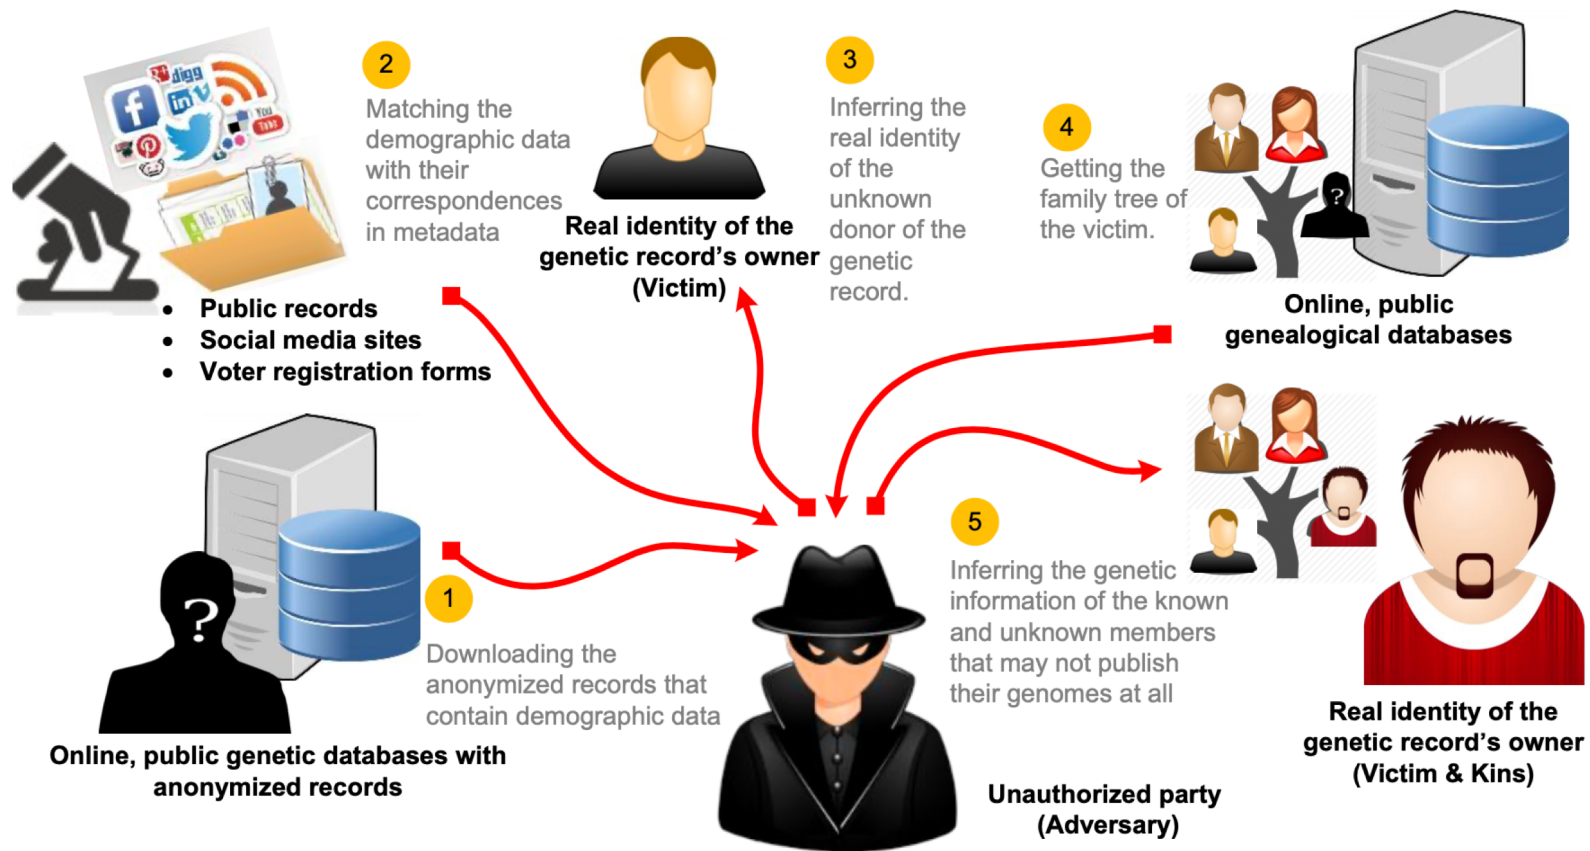 2
Matching the
demographic data
with their
correspondences
in metadata
digg
f
in
You
Tube
• Public records
• Social media sites
• Voter registration forms
Real identity of the
genetic record's owner
(Victim)
3
Inferring the
real identity
of the
unknown
donor of the
genetic
record.
4
Getting the
family tree of
the victim.
?
Online, public
genealogical databases
1
Downloading the
anonymized records that
contain demographic data
?
Online, public genetic databases with
anonymized records
5
Inferring the genetic
information of the known
and unknown members
that may not publish
their genomes at all
Unauthorized party
(Adversary)
Real identity of the
genetic record's owner
(Victim & Kins)